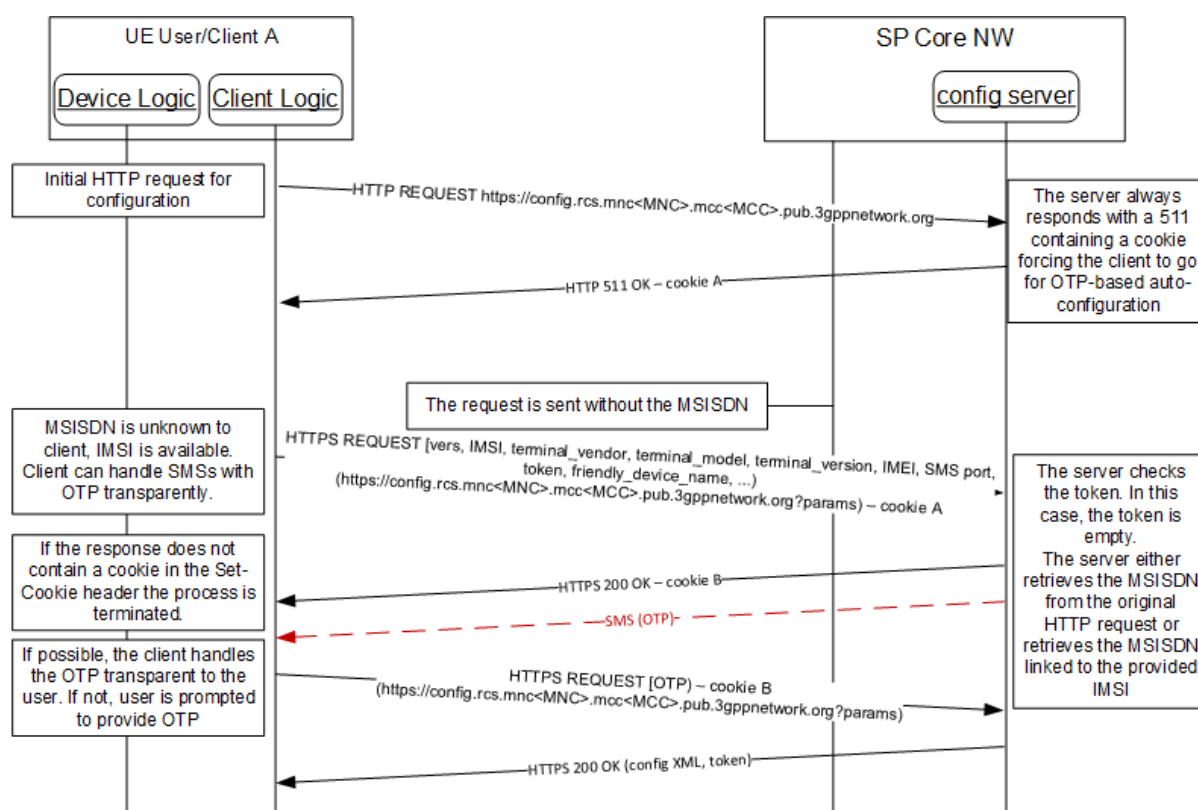 UE User/Client A
SP Core NW
Device Logic
Client Logic
config server
Initial HTTP request for
configuration
HTTP REQUEST https://config.rcs.mnc<MNC>.mcc<MCC>.pub.3gppnetwork.org
The server always
responds with a 511
containing a cookie
forcing the client to go
for OTP-based auto-
configuration
HTTP 511 OK – cookie A
The request is sent without the MSISDN
MSISDN is unknown to
client, IMSI is available.
Client can handle SMSs with
OTP transparently.
HTTPS REQUEST [vers, IMSI, terminal_vendor, terminal_model, terminal_version, IMEI, SMS port,
token, friendly_device_name, ...)
(https://config.rcs.mnc<MNC>.mcc<MCC>.pub.3gppnetwork.org?params) – cookie A
The server checks
the token. In this
case, the token is
empty.
The server either
retrieves the MSISDN
from the original
HTTP request or
retrieves the MSISDN
linked to the provided
IMSI
If the response does not
contain a cookie in the Set-
Cookie header the process is
terminated.
HTTPS 200 OK – cookie B
SMS (OTP)
If possible, the client handles
the OTP transparent to the
user. If not, user is prompted
to provide OTP
HTTPS REQUEST [OTP) – cookie B
(https://config.rcs.mnc<MNC>.mcc<MCC>.pub.3gppnetwork.org?params)
HTTPS 200 OK (config XML, token)